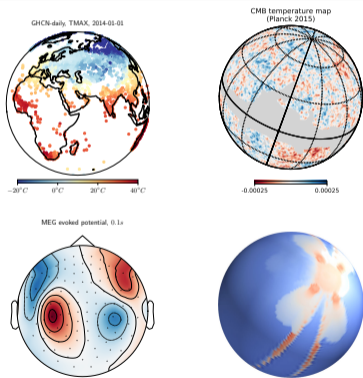 GHCN-daily, TMAX, 2014-01-01
CMB temperature map
(Planck 2015)
−20°C 0°C 40°C
-0.00025 0.00025
MEG evoked potential, 0.1s